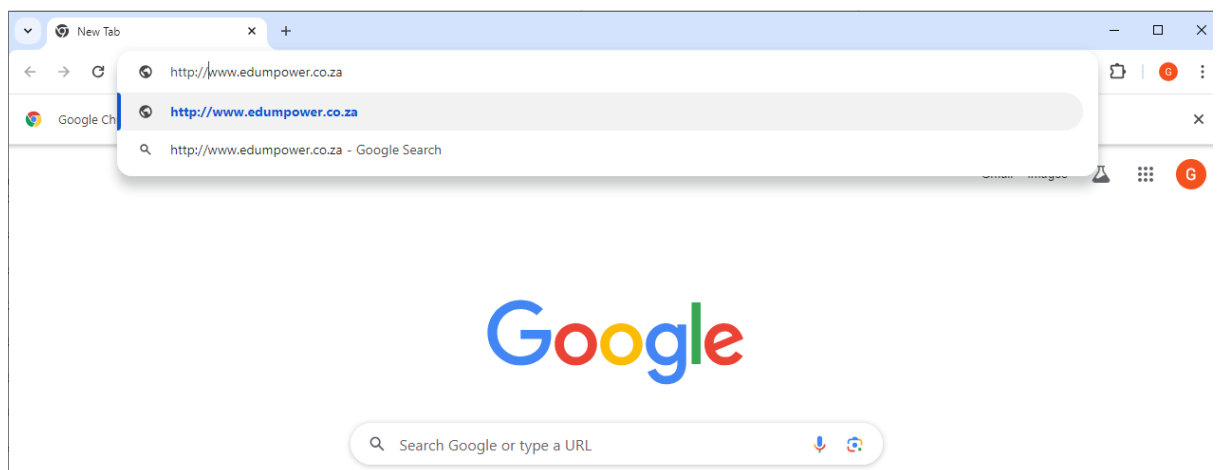 New Tab
http://www.edumpower.co.za
G
http://www.edumpower.co.za
Google Ch
http://www.edumpower.co.za - Google Search
G
Google
Search Google or type a URL